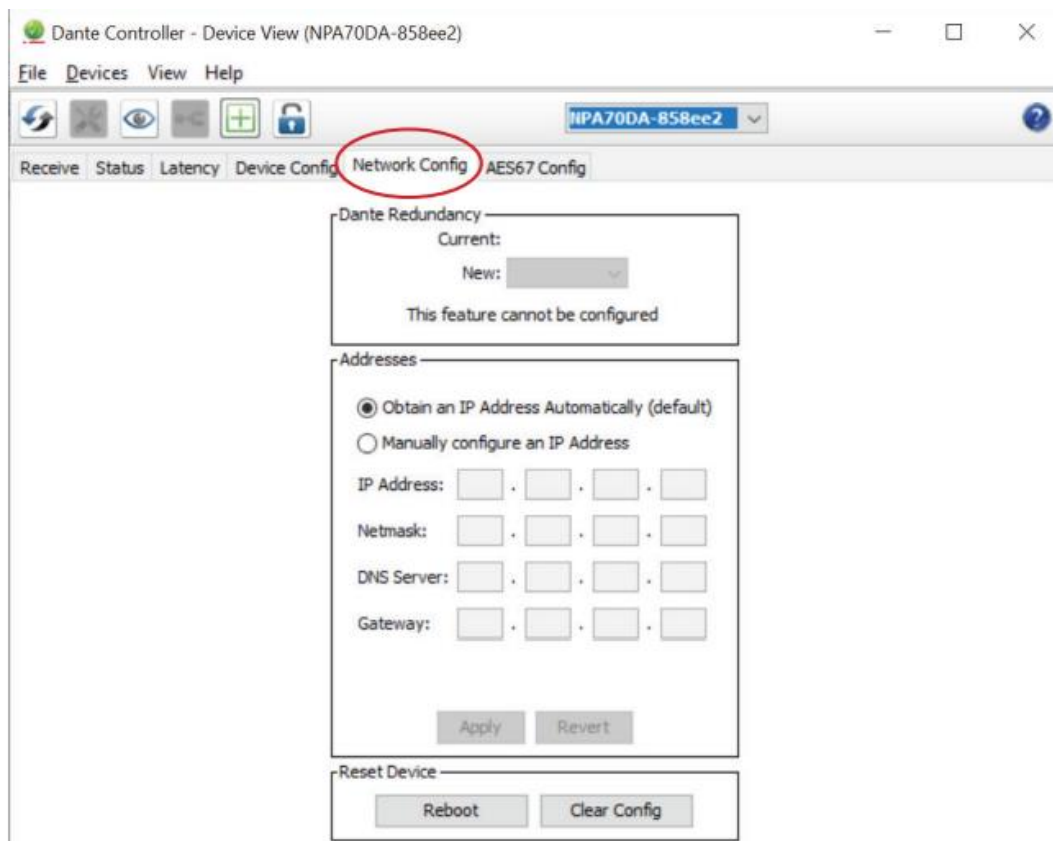 Dante Controller - Device View (NPA70DA-858ee2)
File Devices View Help
NPA70DA-858ee2
Receive Status Latency Device Config Network Config AES67 Config
Dante Redundancy
Current:
New:
This feature cannot be configured
Addresses
Obtain an IP Address Automatically (default)
Manually configure an IP Address
IP Address: . . .
Netmask: . . .
DNS Server: . . .
Gateway: . . .
Apply Revert
Reset Device
Reboot Clear Config